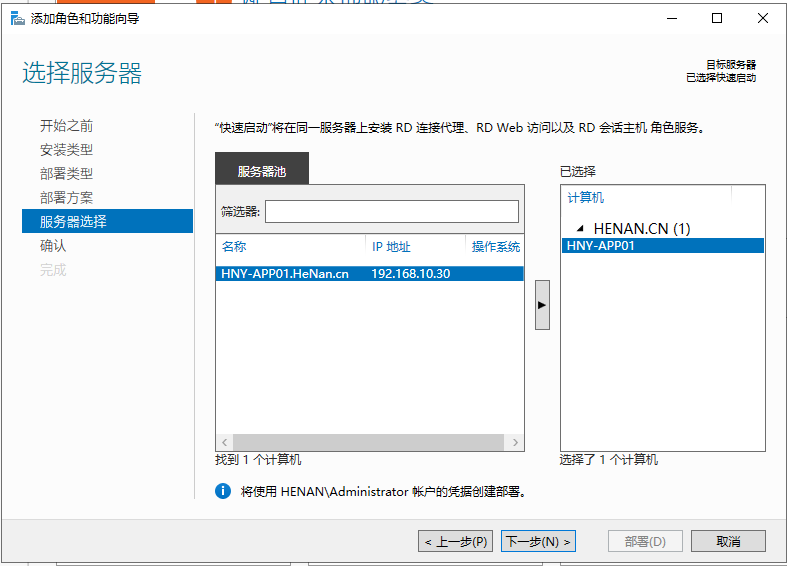 添加角色和功能向导
选择服务器
目标服务器
已选择快速启动
开始之前
安装类型
部署类型
部署方案
服务器选择
确认
完成
“快速启动”将在同一服务器上安装 RD 连接代理、RD Web 访问以及 RD 会话主机 角色服务。
服务器池
筛选器:
名称 IP 地址 操作系统
HNY-APP01.HeNan.cn 192.168.10.30
找到 1 个计算机
已选择
计算机
HENAN.CN (1)
HNY-APP01
选择了 1 个计算机
将使用 HENAN\Administrator 帐户的凭据创建部署。
< 上一步(P) 下一步(N) > 部署(D) 取消